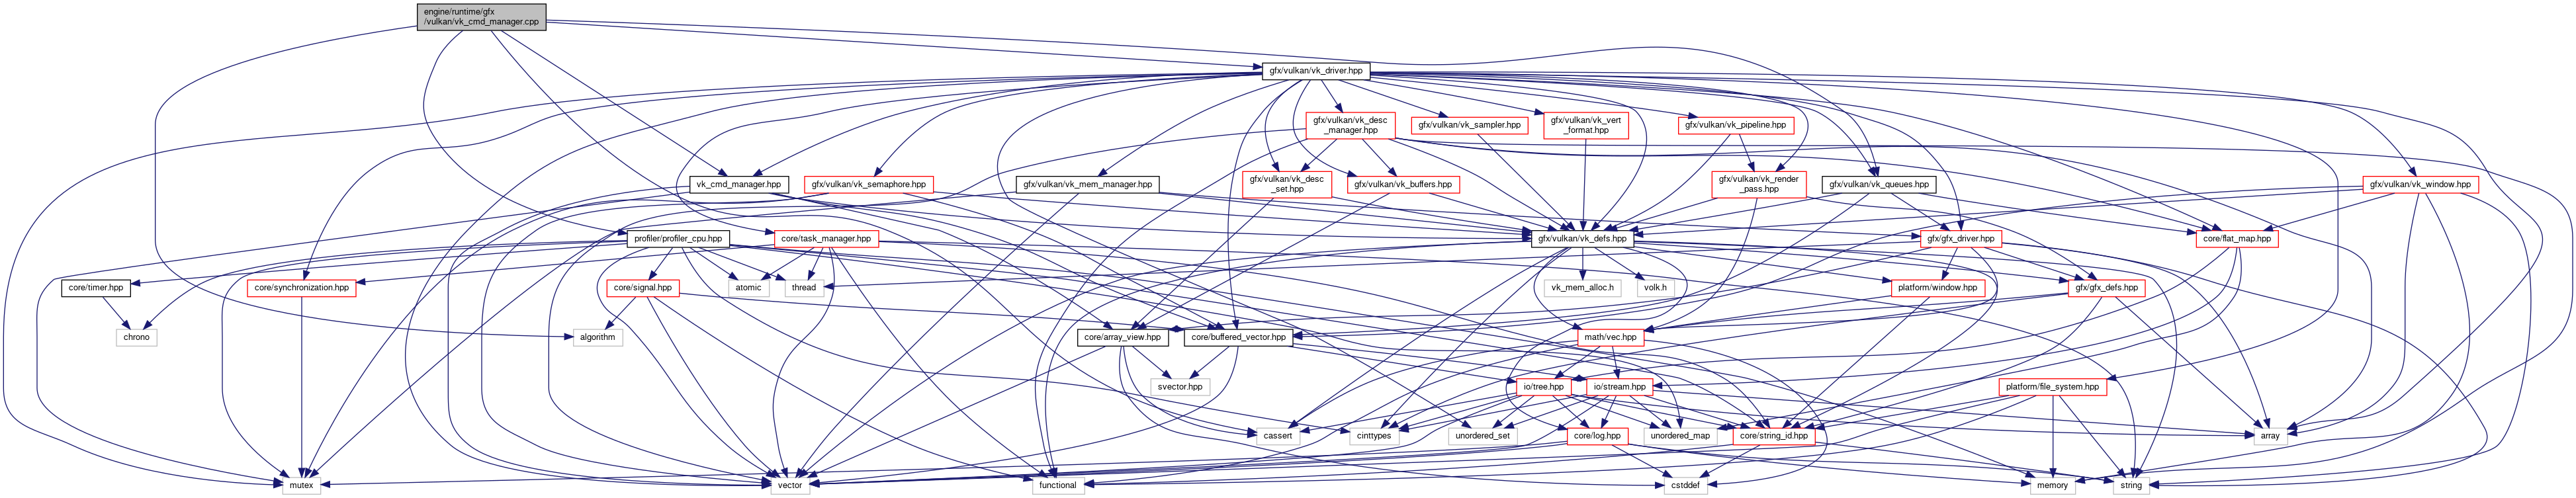 engine/runtime/gfx
/vulkan/vk_cmd_manager.cpp
gfx/vulkan/vk_driver.hpp
gfx/vulkan/vk_desc
_manager.hpp
gfx/vulkan/vk_sampler.hpp
gfx/vulkan/vk_vert
_format.hpp
gfx/vulkan/vk_pipeline.hpp
vk_cmd_manager.hpp
gfx/vulkan/vk_semaphore.hpp
gfx/vulkan/vk_mem_manager.hpp
gfx/vulkan/vk_desc
_set.hpp
gfx/vulkan/vk_buffers.hpp
gfx/vulkan/vk_render
_pass.hpp
gfx/vulkan/vk_queues.hpp
gfx/vulkan/vk_window.hpp
profiler/profiler_cpu.hpp
core/task_manager.hpp
gfx/vulkan/vk_defs.hpp
gfx/gfx_driver.hpp
core/flat_map.hpp
core/timer.hpp
core/synchronization.hpp
core/signal.hpp
atomic
thread
vk_mem_alloc.h
volk.h
platform/window.hpp
gfx/gfx_defs.hpp
chrono
algorithm
core/array_view.hpp
core/buffered_vector.hpp
math/vec.hpp
svector.hpp
io/tree.hpp
io/stream.hpp
platform/file_system.hpp
cassert
cinttypes
unordered_set
core/log.hpp
unordered_map
core/string_id.hpp
array
mutex
vector
functional
cstddef
memory
string